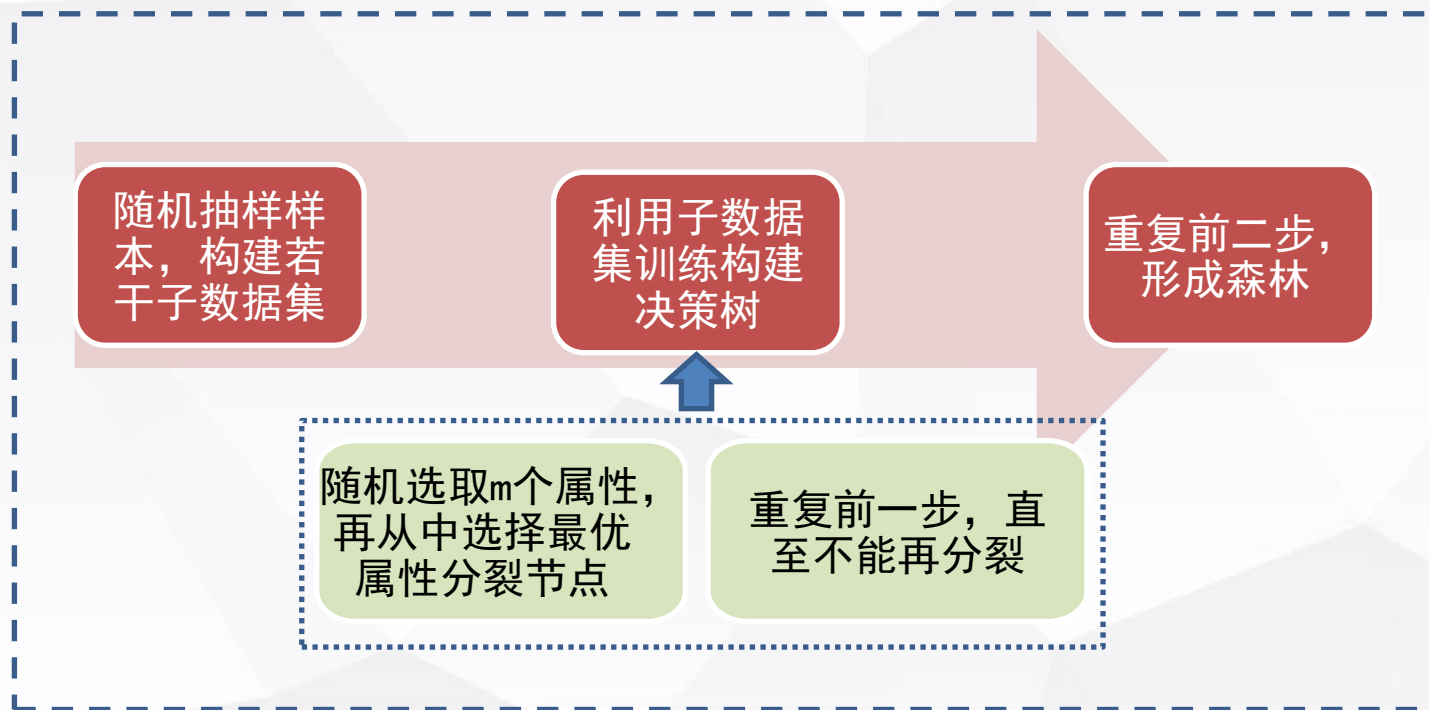 随机抽样样
本，构建若
干子数据集
利用子数据
集训练构建
决策树
重复前二步，
形成森林
随机选取m个属性，
再从中选择最优
属性分裂节点
重复前一步，直
至不能再分裂